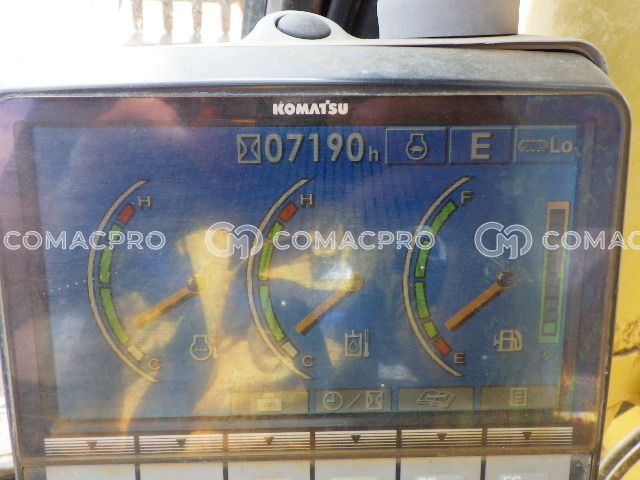 KOMATSU
07190h E Lo
H H F
COMACPRO COMACPRO COMAC
C C E